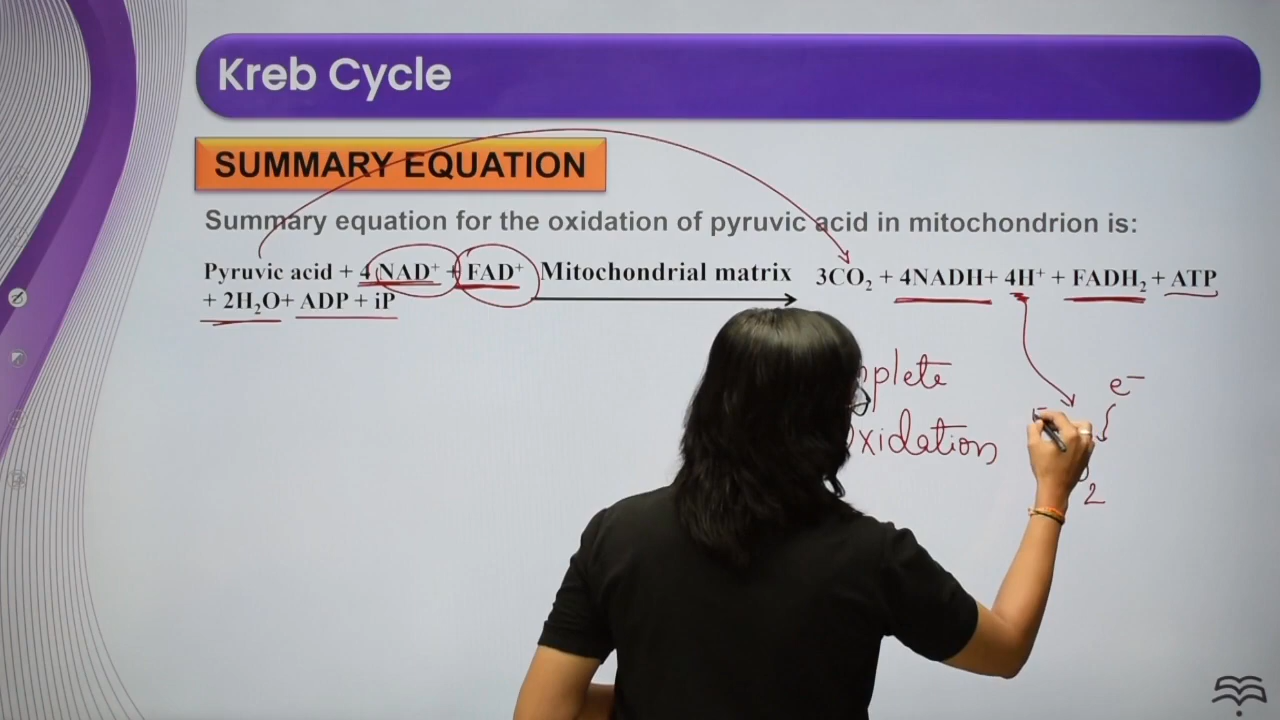 Kreb Cycle
SUMMARY EQUATION
Summary equation for the oxidation of pyruvic acid in mitochondrion is:
Pyruvic acid + 4 NAD⁺ + FAD⁺ Mitochondrial matrix 3CO₂ + 4NADH+ 4H⁺ + FADH₂ + ATP
+ 2H₂O+ ADP + iP
plete
e⁻
xidation
2